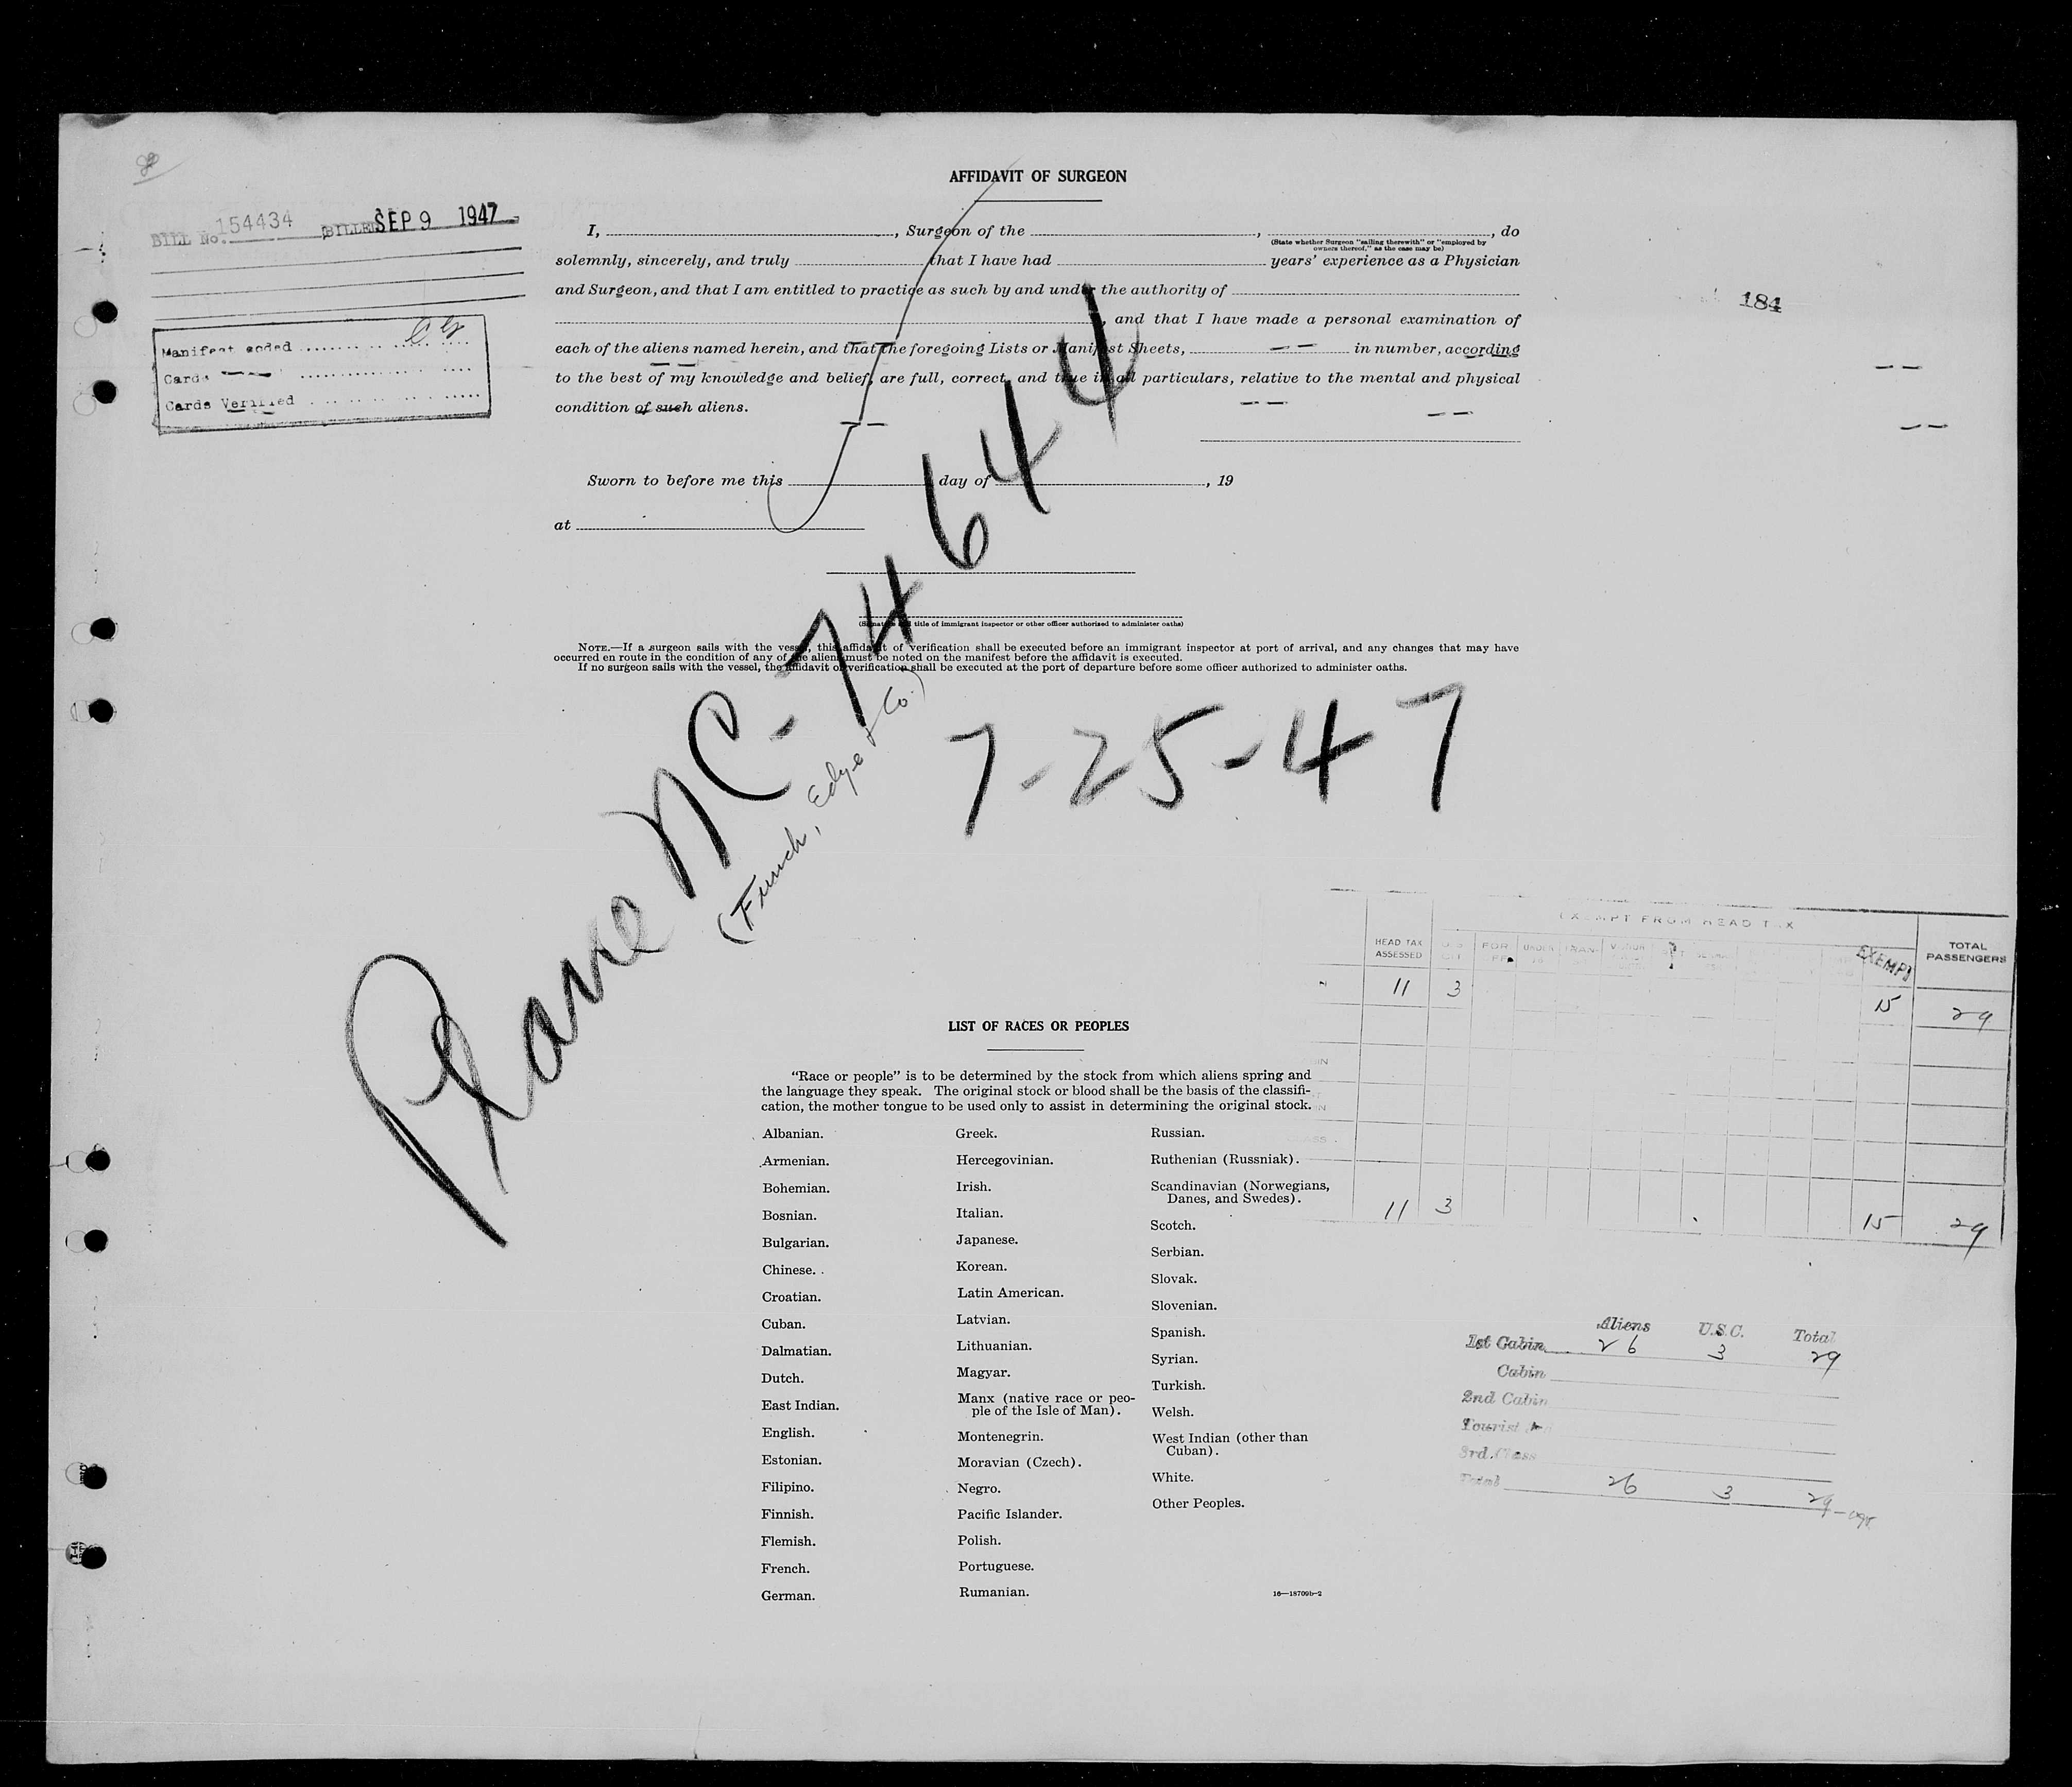 AFFIDAVIT OF SURGEON
BILL No. 154434 BILLED SEP 9 1947
Manifest coded
Cards
Cards Verified
184
I, , Surgeon of the , , do
(State whether Surgeon "sailing therewith" or "employed by
owners thereof," as the case may be)
solemnly, sincerely, and truly that I have had years' experience as a Physician
and Surgeon, and that I am entitled to practice as such by and under the authority of
, and that I have made a personal examination of
each of the aliens named herein, and that the foregoing Lists or Manifest Sheets, -- in number, according
to the best of my knowledge and belief, are full, correct, and true in all particulars, relative to the mental and physical
condition of such aliens.
Sworn to before me this day of , 19
at
(Signature and title of immigrant inspector or other officer authorized to administer oaths)
NOTE.—If a surgeon sails with the vessel, this affidavit of verification shall be executed before an immigrant inspector at port of arrival, and any changes that may have
occurred en route in the condition of any of the aliens must be noted on the manifest before the affidavit is executed.
If no surgeon sails with the vessel, the affidavit of verification shall be executed at the port of departure before some officer authorized to administer oaths.
Plane NC-74644
(Funch, Edye & Co.)
7-25-47
EXEMPT FROM HEAD TAX
HEAD TAX
ASSESSED
FOR
UNDER
16
TRAN
EXEMPT
TOTAL
PASSENGERS
11 3 15 29
11 3 15 29
LIST OF RACES OR PEOPLES
"Race or people" is to be determined by the stock from which aliens spring and
the language they speak. The original stock or blood shall be the basis of the classifi-
cation, the mother tongue to be used only to assist in determining the original stock.
Albanian.
Armenian.
Bohemian.
Bosnian.
Bulgarian.
Chinese.
Croatian.
Cuban.
Dalmatian.
Dutch.
East Indian.
English.
Estonian.
Filipino.
Finnish.
Flemish.
French.
German.
Greek.
Hercegovinian.
Irish.
Italian.
Japanese.
Korean.
Latin American.
Latvian.
Lithuanian.
Magyar.
Manx (native race or peo-
ple of the Isle of Man).
Montenegrin.
Moravian (Czech).
Negro.
Pacific Islander.
Polish.
Portuguese.
Rumanian.
Russian.
Ruthenian (Russniak).
Scandinavian (Norwegians,
Danes, and Swedes).
Scotch.
Serbian.
Slovak.
Slovenian.
Spanish.
Syrian.
Turkish.
Welsh.
West Indian (other than
Cuban).
White.
Other Peoples.
16—18709b-2
Aliens U.S.C. Total
1st Cabin 26 3 29
Cabin
2nd Cabin
Tourist
3rd Class
Total 26 3 29